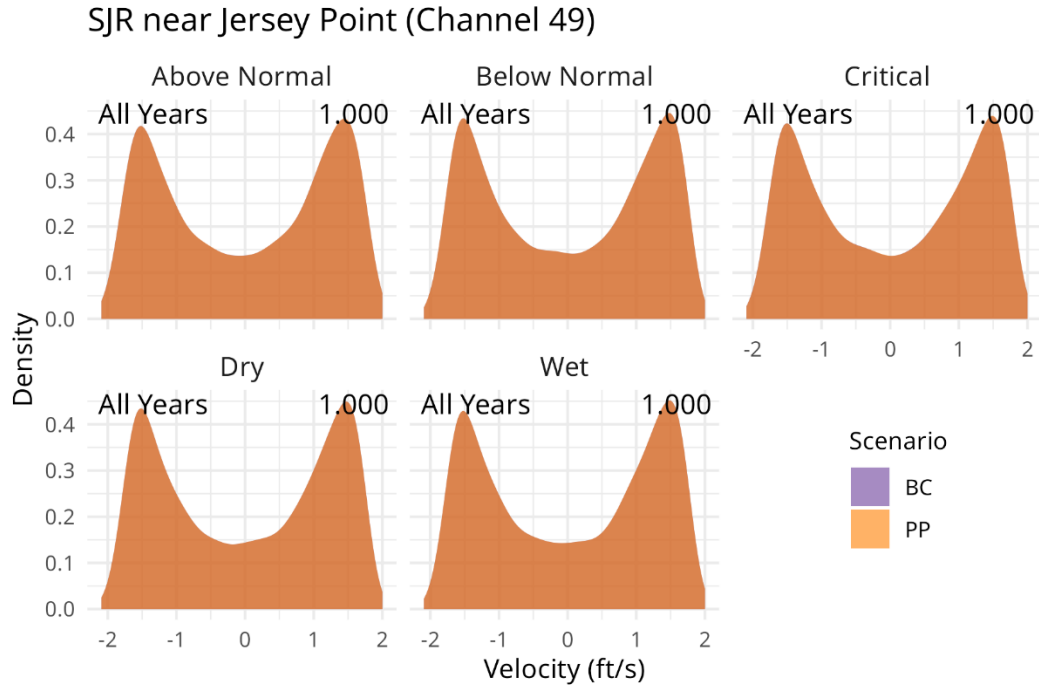 SJR near Jersey Point (Channel 49)
Above Normal
Below Normal
Critical
All Years 1.000
All Years 1.000
All Years 1.000
0.4
0.3
0.2
0.1
0.0
-2 -1 0 1 2
Density
Dry
Wet
All Years 1.000
All Years 1.000
0.4
0.3
0.2
0.1
0.0
-2 -1 0 1 2
-2 -1 0 1 2
Velocity (ft/s)
Scenario
BC
PP